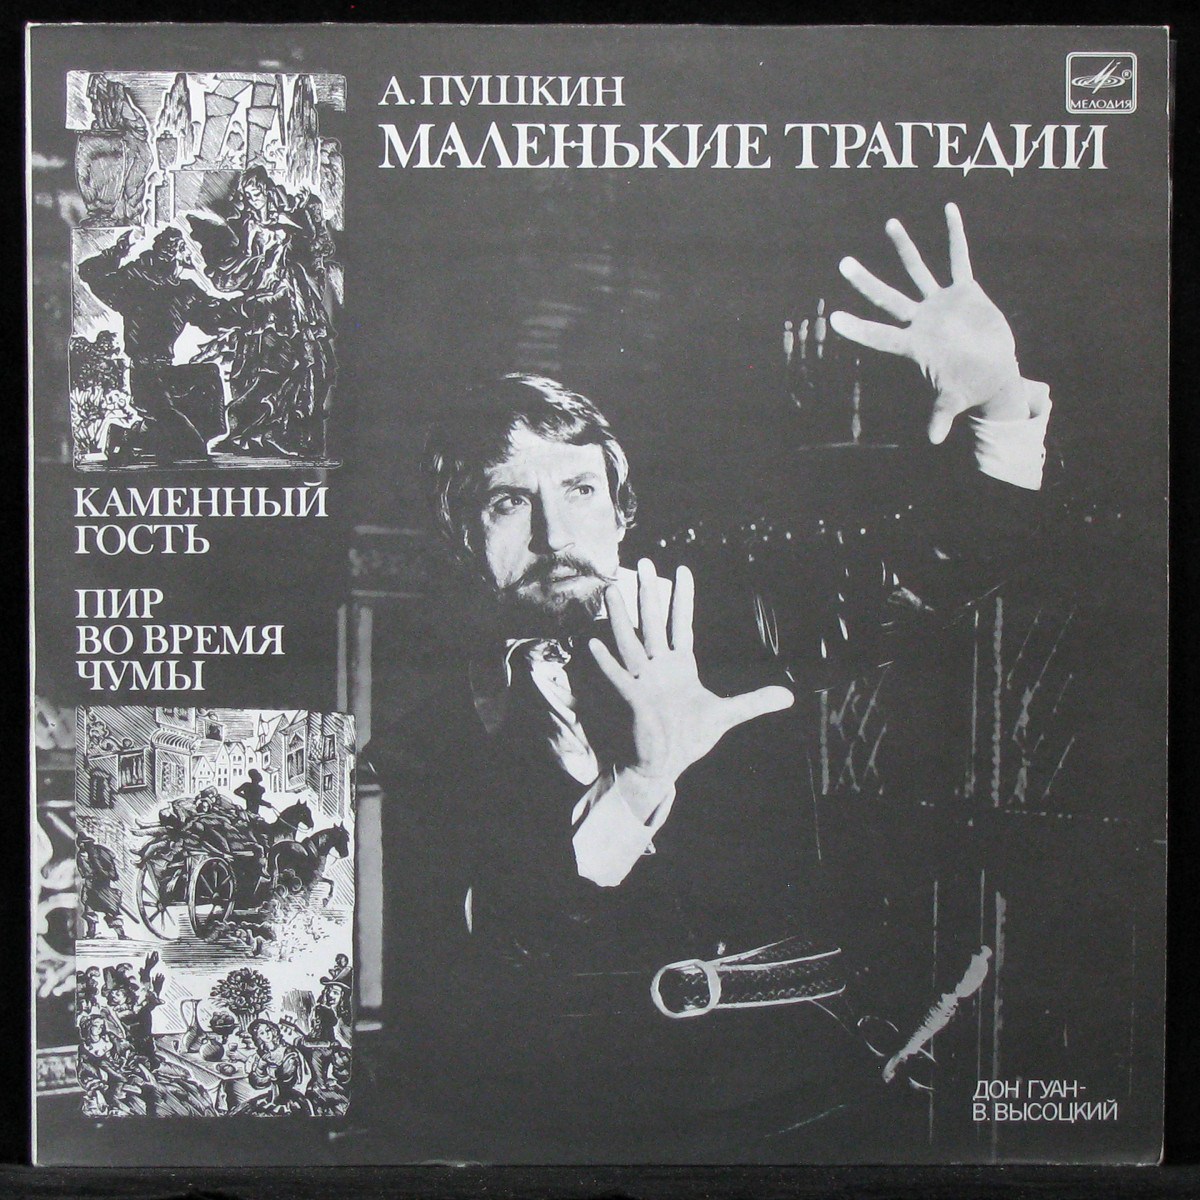 А.ПУШКИН
МАЛЕНЬКИЕ ТРАГЕДИИ
МЕЛОДИЯ
®
КАМЕННЫЙ
ГОСТЬ
ПИР
ВО ВРЕМЯ
ЧУМЫ
ДОН ГУАН-
В.ВЫСОЦКИЙ